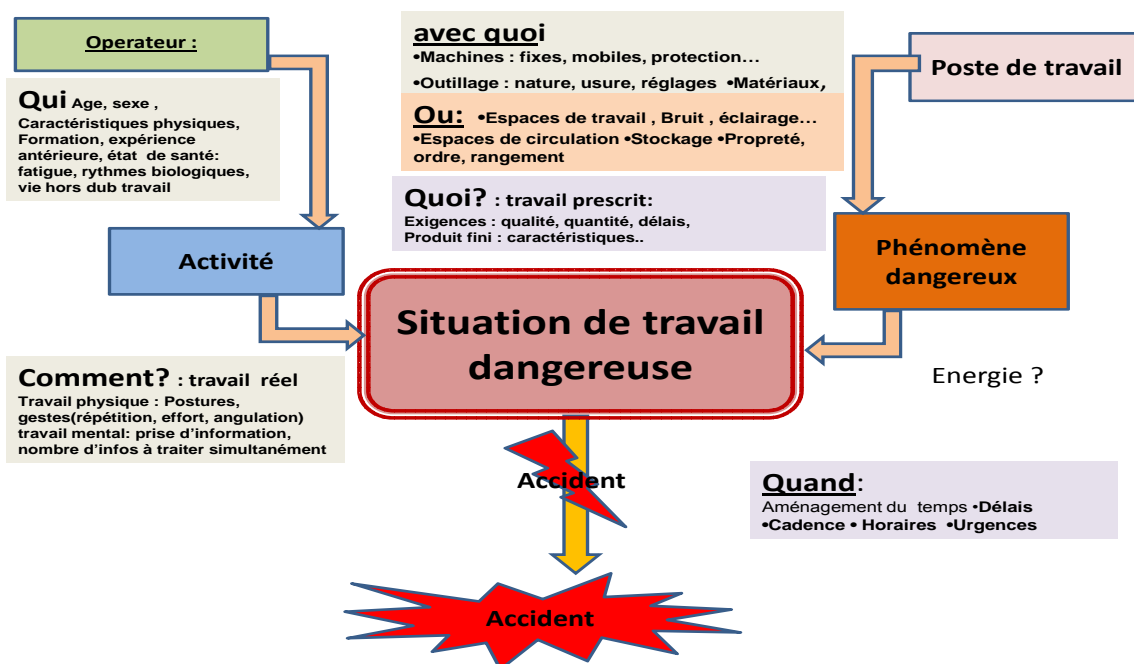 Operateur :
Qui Age, sexe ,
Caractéristiques physiques,
Formation, expérience
antérieure, état de santé:
fatigue, rythmes biologiques,
vie hors dub travail
avec quoi
•Machines : fixes, mobiles, protection…
•Outillage : nature, usure, réglages •Matériaux,
Ou: •Espaces de travail , Bruit , éclairage…
•Espaces de circulation •Stockage •Propreté,
ordre, rangement
Quoi? : travail prescrit:
Exigences : qualité, quantité, délais,
Produit fini : caractéristiques..
Poste de travail
Activité
Phénomène
dangereux
Situation de travail
dangereuse
Comment? : travail réel
Travail physique : Postures,
gestes(répétition, effort, angulation)
travail mental: prise d’information,
nombre d’infos à traiter simultanément
Energie ?
Accident
Quand:
Aménagement du temps •Délais
•Cadence • Horaires •Urgences
Accident